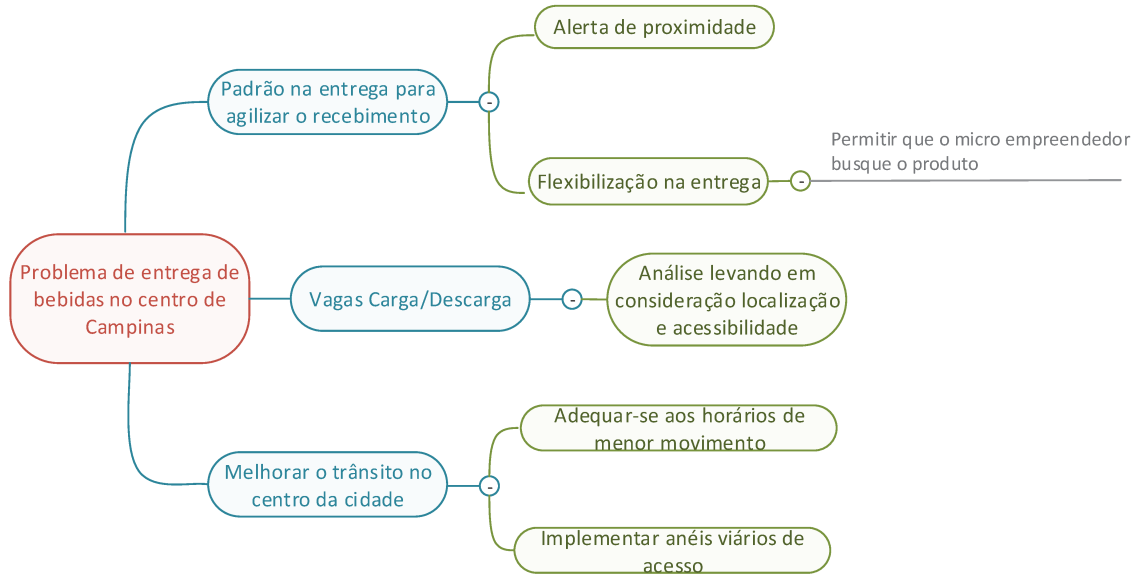 Alerta de proximidade
Padrão na entrega para
agilizar o recebimento
-
Permitir que o micro empreendedor
busque o produto
Flexibilização na entrega
-
Problema de entrega de
bebidas no centro de
Campinas
Vagas Carga/Descarga
-
Análise levando em
consideração localização
e acessibilidade
Adequar-se aos horários de
menor movimento
Melhorar o trânsito no
centro da cidade
-
Implementar anéis viários de
acesso